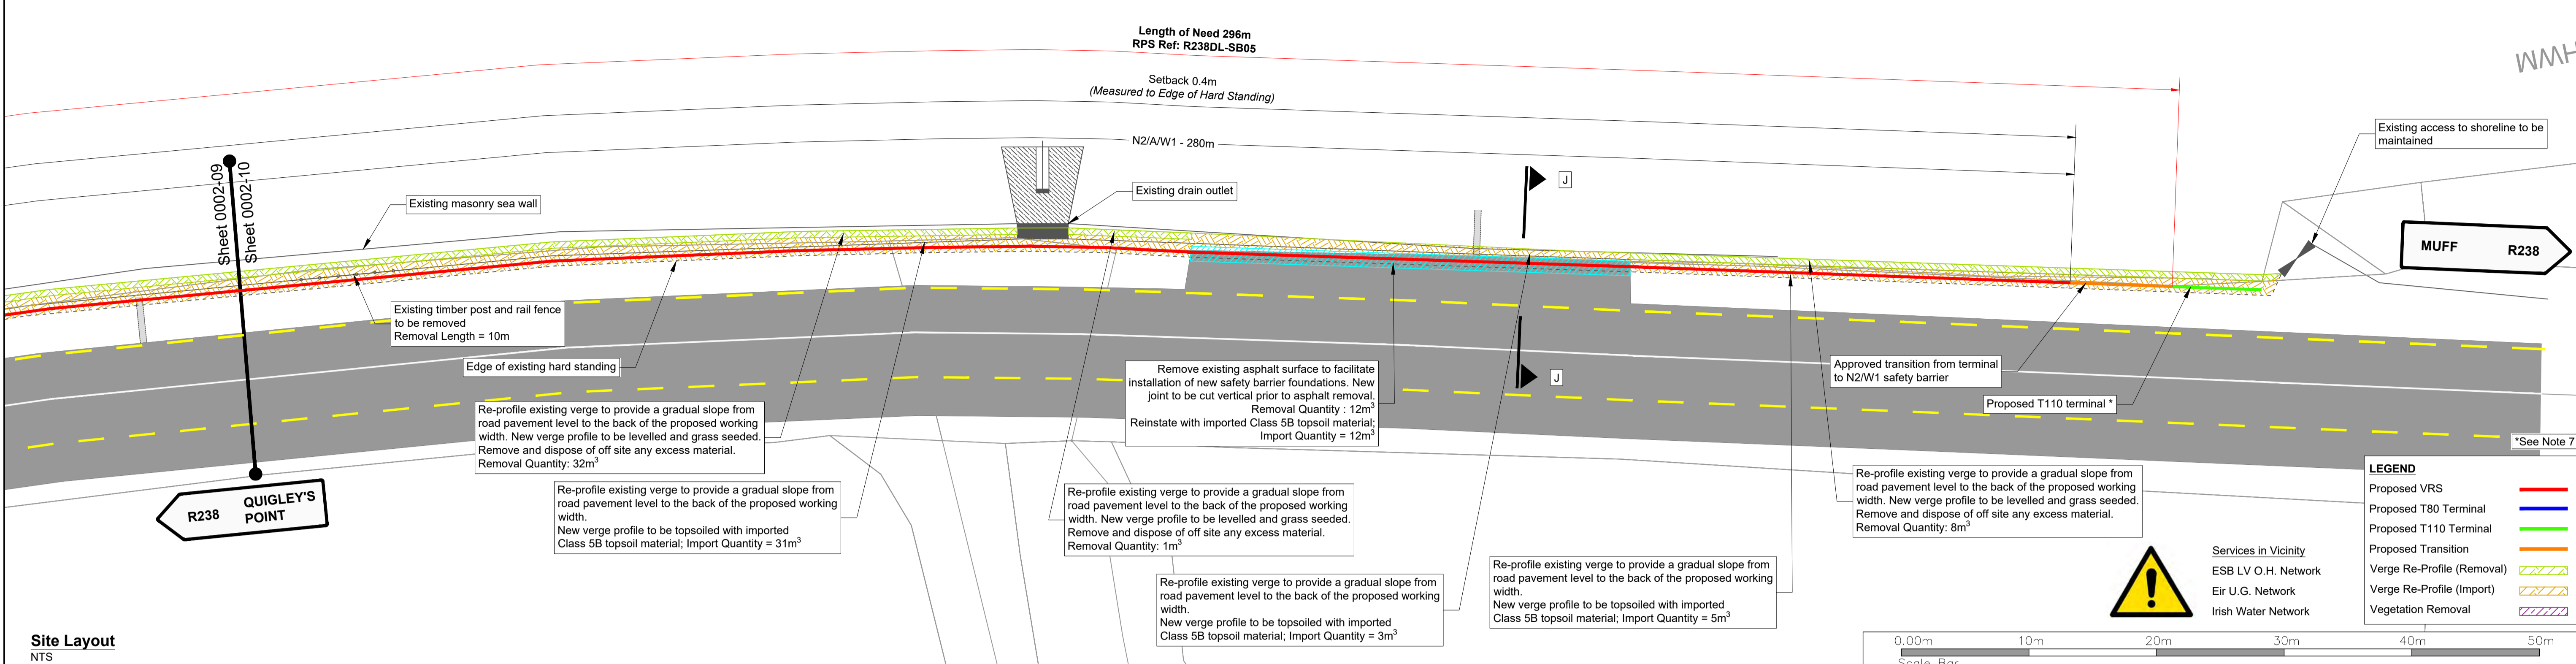 Length of Need 296m
RPS Ref: R238DL-SB05
Setback 0.4m
(Measured to Edge of Hard Standing)
N2/A/W1 - 280m
Sheet 0002-09
Sheet 0002-10
Existing masonry sea wall
Existing drain outlet
J
Existing access to shoreline to be
maintained
MUFF R238
Existing timber post and rail fence
to be removed
Removal Length = 10m
Edge of existing hard standing
Re-profile existing verge to provide a gradual slope from
road pavement level to the back of the proposed working
width. New verge profile to be levelled and grass seeded.
Remove and dispose of off site any excess material.
Removal Quantity: 32m³
Remove existing asphalt surface to facilitate
installation of new safety barrier foundations. New
joint to be cut vertical prior to asphalt removal.
Removal Quantity : 12m³
Reinstate with imported Class 5B topsoil material;
Import Quantity = 12m³
J
Approved transition from terminal
to N2/W1 safety barrier
Proposed T110 terminal *
*See Note 7
R238 QUIGLEY'S
POINT
Re-profile existing verge to provide a gradual slope from
road pavement level to the back of the proposed working
width.
New verge profile to be topsoiled with imported
Class 5B topsoil material; Import Quantity = 31m³
Re-profile existing verge to provide a gradual slope from
road pavement level to the back of the proposed working
width. New verge profile to be levelled and grass seeded.
Remove and dispose of off site any excess material.
Removal Quantity: 1m³
Re-profile existing verge to provide a gradual slope from
road pavement level to the back of the proposed working
width.
New verge profile to be topsoiled with imported
Class 5B topsoil material; Import Quantity = 3m³
Re-profile existing verge to provide a gradual slope from
road pavement level to the back of the proposed working
width.
New verge profile to be topsoiled with imported
Class 5B topsoil material; Import Quantity = 5m³
Re-profile existing verge to provide a gradual slope from
road pavement level to the back of the proposed working
width. New verge profile to be levelled and grass seeded.
Remove and dispose of off site any excess material.
Removal Quantity: 8m³
Services in Vicinity
ESB LV O.H. Network
Eir U.G. Network
Irish Water Network
LEGEND
Proposed VRS
Proposed T80 Terminal
Proposed T110 Terminal
Proposed Transition
Verge Re-Profile (Removal)
Verge Re-Profile (Import)
Vegetation Removal
Site Layout
NTS
0.00m 10m 20m 30m 40m 50m
Scale Bar